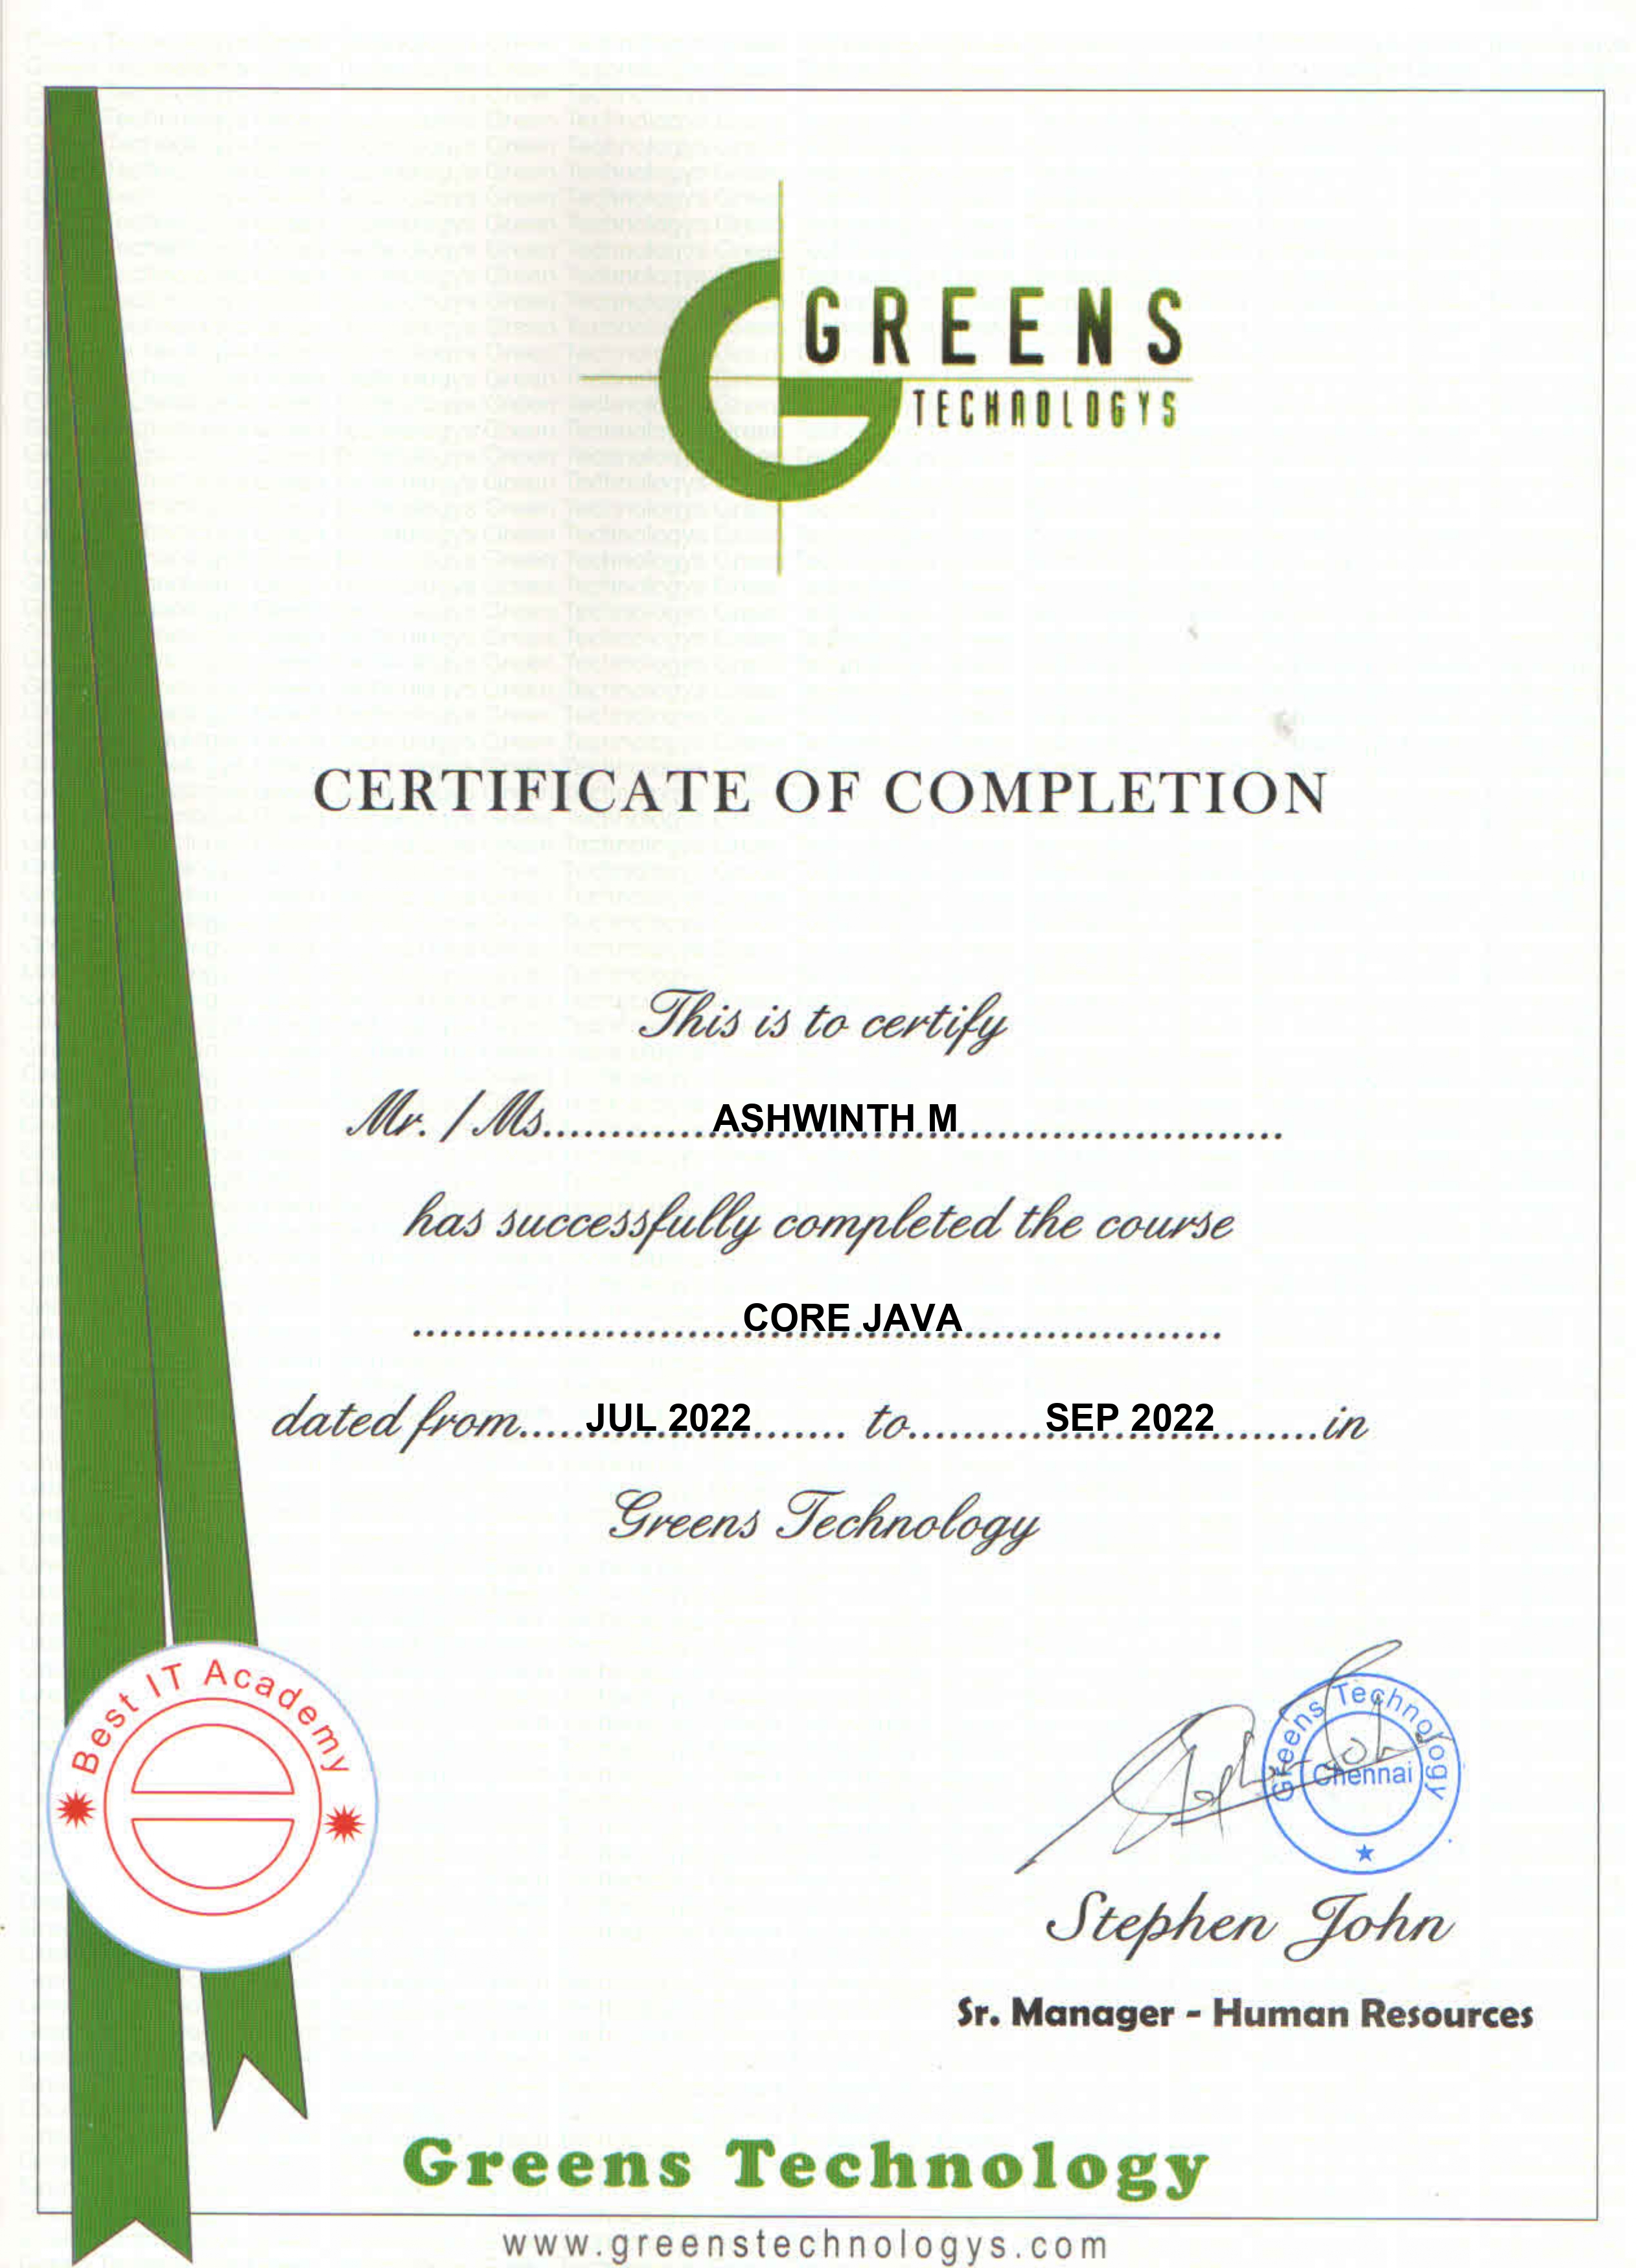 GREENS
TECHNOLOGYS
CERTIFICATE OF COMPLETION
This is to certify
Mr. / Ms..........ASHWINTH M..............................
has successfully completed the course
..............................CORE JAVA..............................
dated from.....JUL 2022....... to..........SEP 2022........in
Greens Technology
Best IT Academy
Greens Technology
Chennai
Stephen John
Stephen John
Sr. Manager - Human Resources
Greens Technology
www.greenstechnologys.com